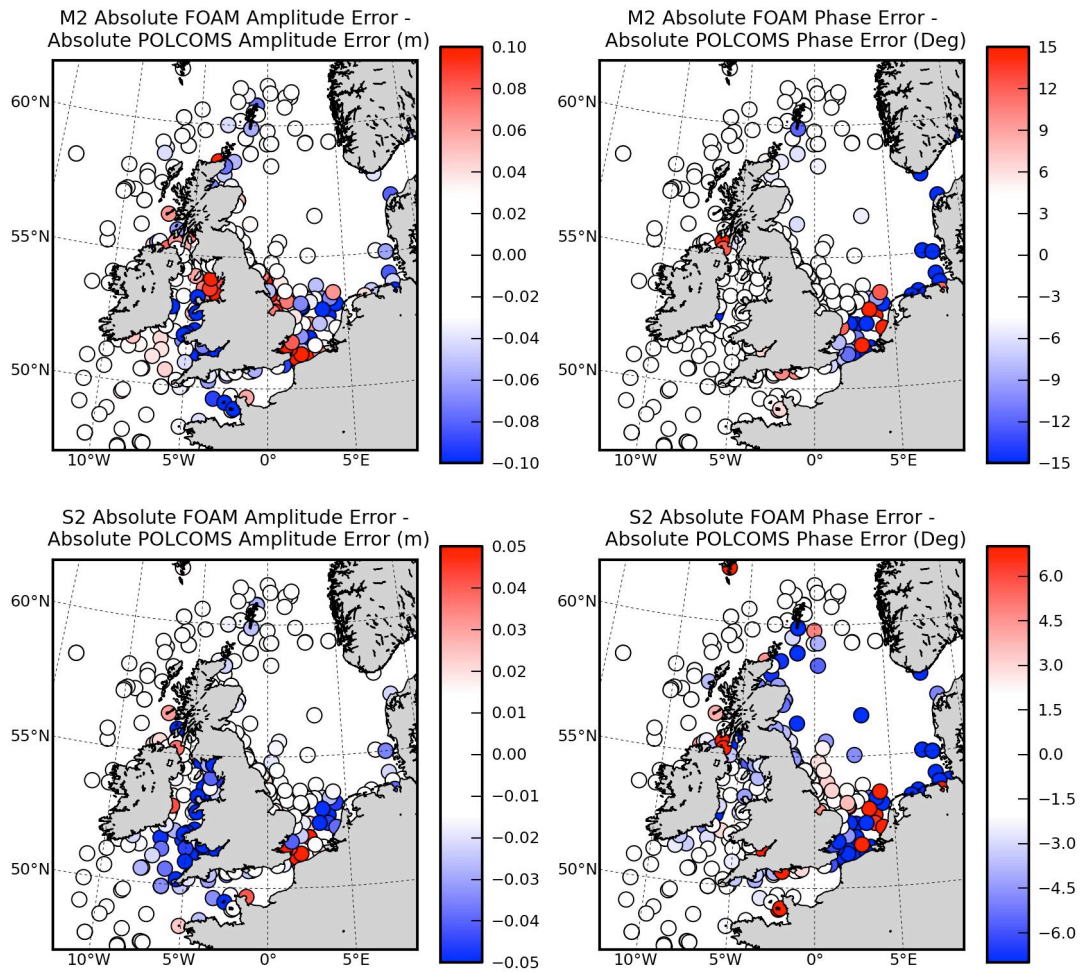 M2 Absolute FOAM Amplitude Error -
Absolute POLCOMS Amplitude Error (m)
60°N
55°N
50°N
10°W 5°W 0° 5°E
0.10
0.08
0.06
0.04
0.02
0.00
−0.02
−0.04
−0.06
−0.08
−0.10
M2 Absolute FOAM Phase Error -
Absolute POLCOMS Phase Error (Deg)
60°N
55°N
50°N
10°W 5°W 0° 5°E
15
12
9
6
3
0
−3
−6
−9
−12
−15
S2 Absolute FOAM Amplitude Error -
Absolute POLCOMS Amplitude Error (m)
60°N
55°N
50°N
10°W 5°W 0° 5°E
0.05
0.04
0.03
0.02
0.01
0.00
−0.01
−0.02
−0.03
−0.04
−0.05
S2 Absolute FOAM Phase Error -
Absolute POLCOMS Phase Error (Deg)
60°N
55°N
50°N
10°W 5°W 0° 5°E
6.0
4.5
3.0
1.5
0.0
−1.5
−3.0
−4.5
−6.0